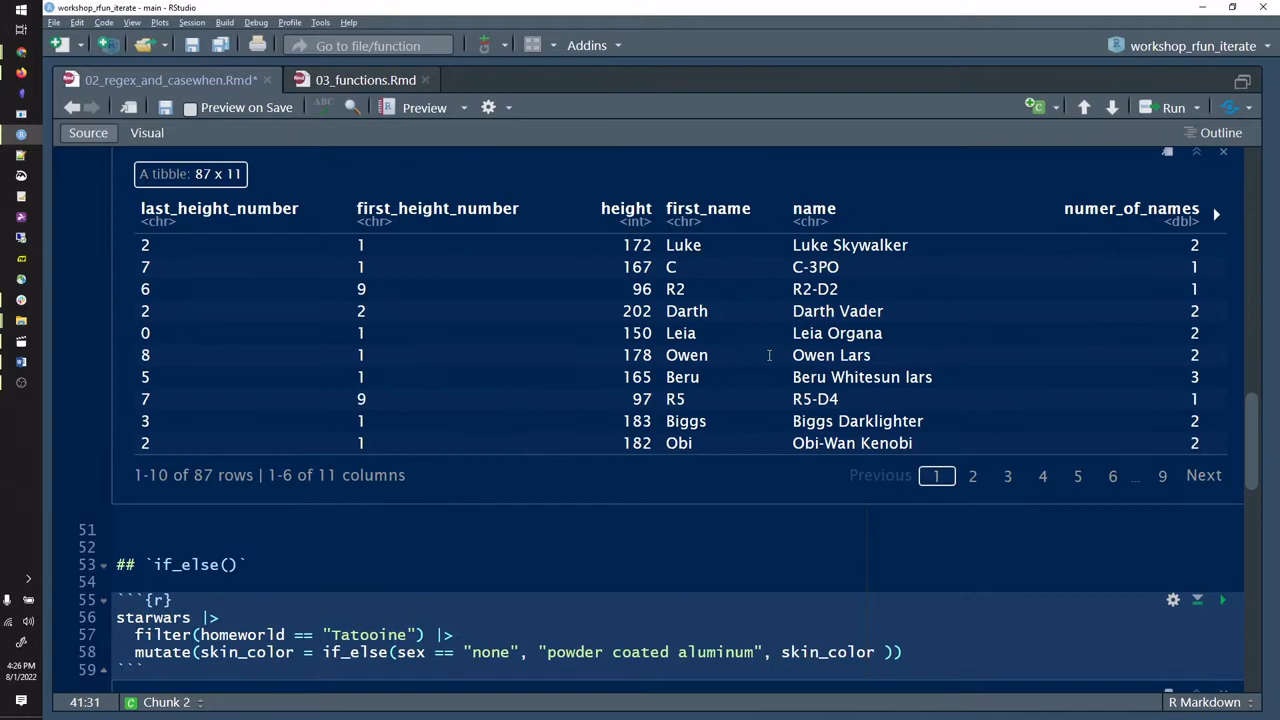 workshop_rfun_iterate - main - RStudio
File Edit Code View Plots Session Build Debug Profile Tools Help
Go to file/function Addins workshop_rfun_iterate
02_regex_and_casewhen.Rmd* 03_functions.Rmd
Preview on Save ABC Preview Run
Source Visual Outline
A tibble: 87 x 11
last_height_number first_height_number height first_name name numer_of_names
<chr> <chr> <int> <chr> <chr> <dbl>
2 1 172 Luke Luke Skywalker 2
7 1 167 C C-3PO 1
6 9 96 R2 R2-D2 1
2 2 202 Darth Darth Vader 2
0 1 150 Leia Leia Organa 2
8 1 178 Owen Owen Lars 2
5 1 165 Beru Beru Whitesun lars 3
7 9 97 R5 R5-D4 1
3 1 183 Biggs Biggs Darklighter 2
2 1 182 Obi Obi-Wan Kenobi 2
1-10 of 87 rows | 1-6 of 11 columns Previous 1 2 3 4 5 6 ... 9 Next
51
52
53 ## `if_else()`
54
55 ```{r}
56 starwars |>
57 filter(homeworld == "Tatooine") |>
58 mutate(skin_color = if_else(sex == "none", "powder coated aluminum", skin_color ))
59 ```
41:31 Chunk 2 R Markdown
4:26 PM
8/1/2022